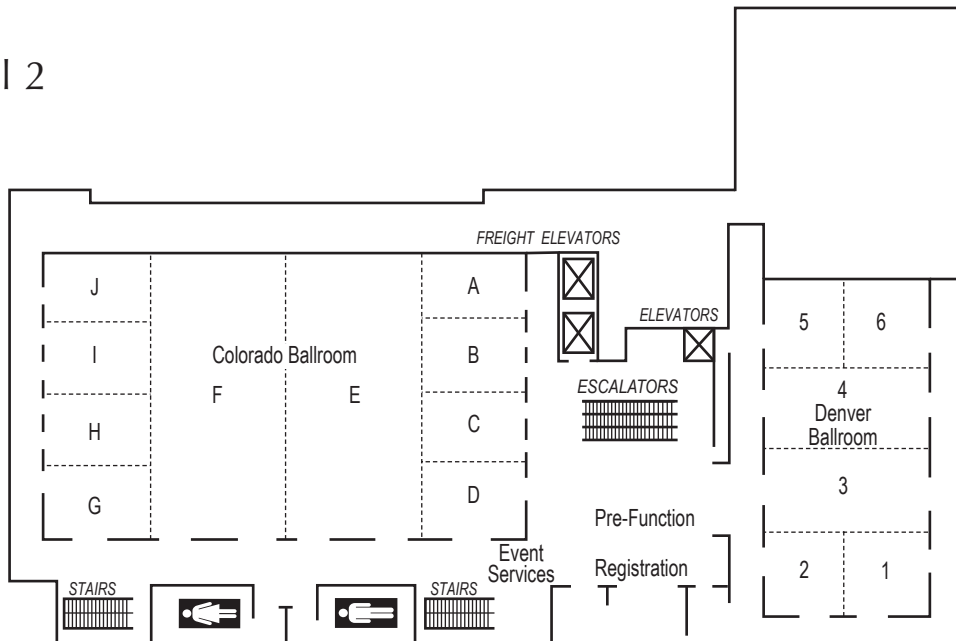 l 2
FREIGHT ELEVATORS
ELEVATORS
ESCALATORS
J
I
H
G
Colorado Ballroom
F
E
A
B
C
D
5
6
4
Denver
Ballroom
3
2
1
Pre-Function
Event
Services
Registration
STAIRS
STAIRS